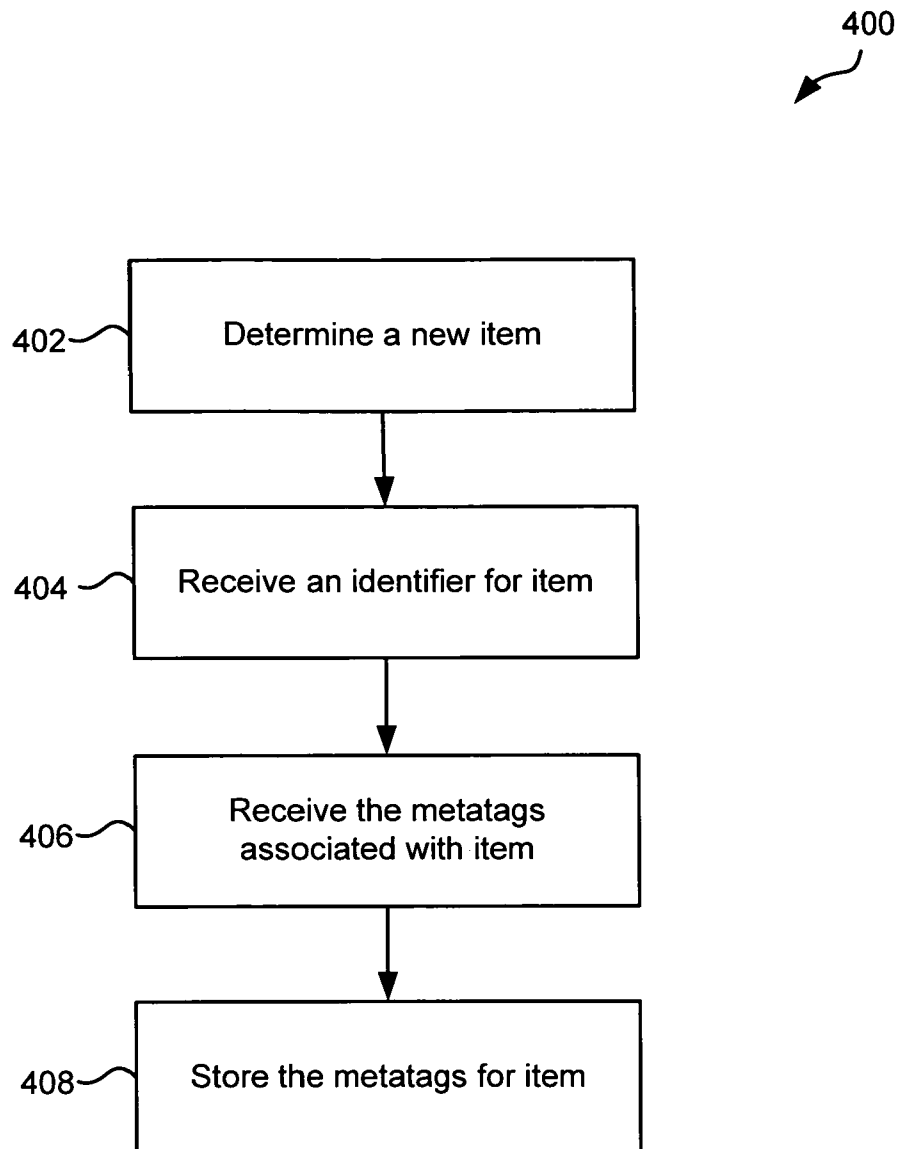 400
402
Determine a new item
404
Receive an identifier for item
406
Receive the metatags
associated with item
408
Store the metatags for item